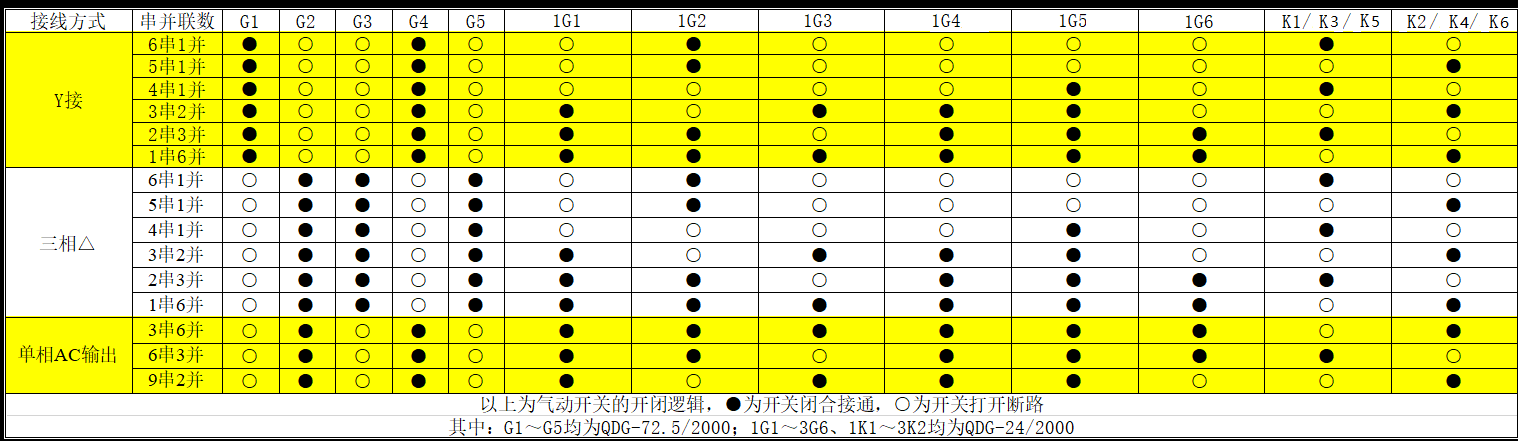 接线方式 串并联数 G1 G2 G3 G4 G5 1G1 1G2 1G3 1G4 1G5 1G6 K1/ K3/ K5 K2/ K4/ K6
Y接
6串1并 ● ○ ○ ● ○ ○ ● ○ ○ ○ ○ ● ○
5串1并 ● ○ ○ ● ○ ○ ● ○ ○ ○ ○ ○ ●
4串1并 ● ○ ○ ● ○ ○ ○ ○ ○ ● ○ ● ○
3串2并 ● ○ ○ ● ○ ● ○ ● ● ● ○ ○ ●
2串3并 ● ○ ○ ● ○ ● ● ○ ● ● ● ● ○
1串6并 ● ○ ○ ● ○ ● ● ● ● ● ● ○ ●
三相△
6串1并 ○ ● ● ○ ● ○ ● ○ ○ ○ ○ ● ○
5串1并 ○ ● ● ○ ● ○ ● ○ ○ ○ ○ ○ ●
4串1并 ○ ● ● ○ ● ○ ○ ○ ○ ● ○ ● ○
3串2并 ○ ● ● ○ ● ● ○ ● ● ● ○ ○ ●
2串3并 ○ ● ● ○ ● ● ● ○ ● ● ● ● ○
1串6并 ○ ● ● ○ ● ● ● ● ● ● ● ○ ●
单相AC输出
3串6并 ○ ● ○ ● ○ ● ● ● ● ● ● ○ ●
6串3并 ○ ● ○ ● ○ ● ● ○ ● ● ● ● ○
9串2并 ○ ● ○ ● ○ ● ○ ● ● ● ○ ○ ●
以上为气动开关的开闭逻辑，●为开关闭合接通，○为开关打开断路
其中：G1～G5均为QDG-72.5/2000；1G1～3G6、1K1～3K2均为QDG-24/2000